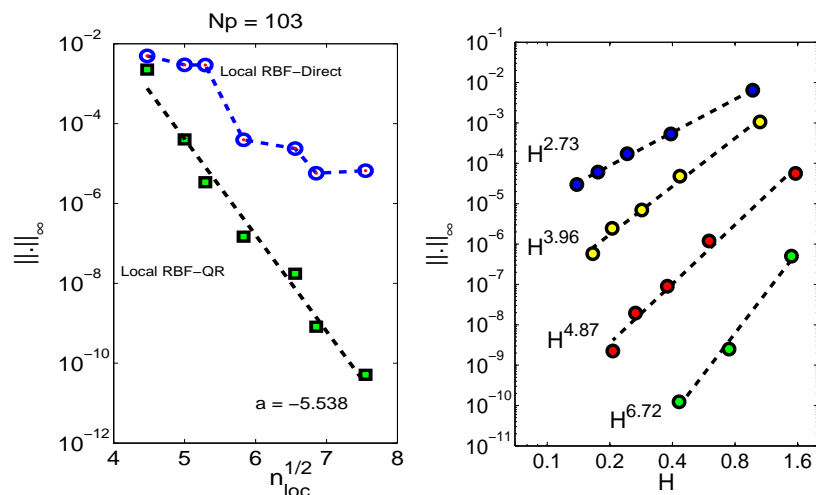 Np = 103
10^−2
10^−4
10^−6
10^−8
10^−10
10^−12
||·||_∞
Local RBF−Direct
Local RBF−QR
a = −5.538
4 5 6 7 8
n_loc^1/2
10^−1
10^−2
10^−3
10^−4
10^−5
10^−6
10^−7
10^−8
10^−9
10^−10
10^−11
||·||_∞
H^2.73
H^3.96
H^4.87
H^6.72
0.1 0.2 0.4 0.8 1.6
H